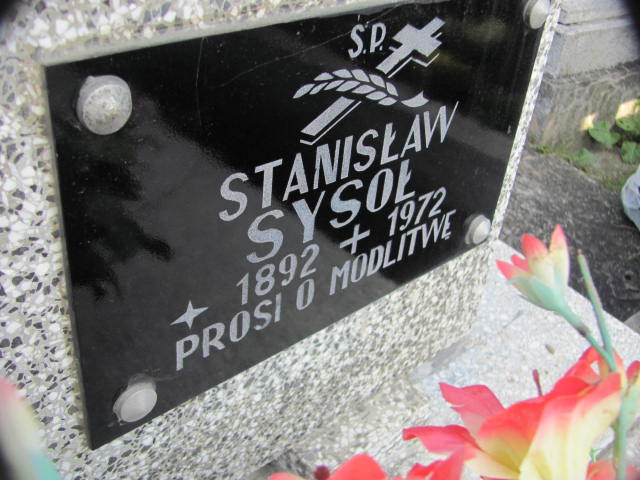 Ś.P.
STANISŁAW
SYSOŁ
1892 + 1972
PROSI O MODLITWĘ